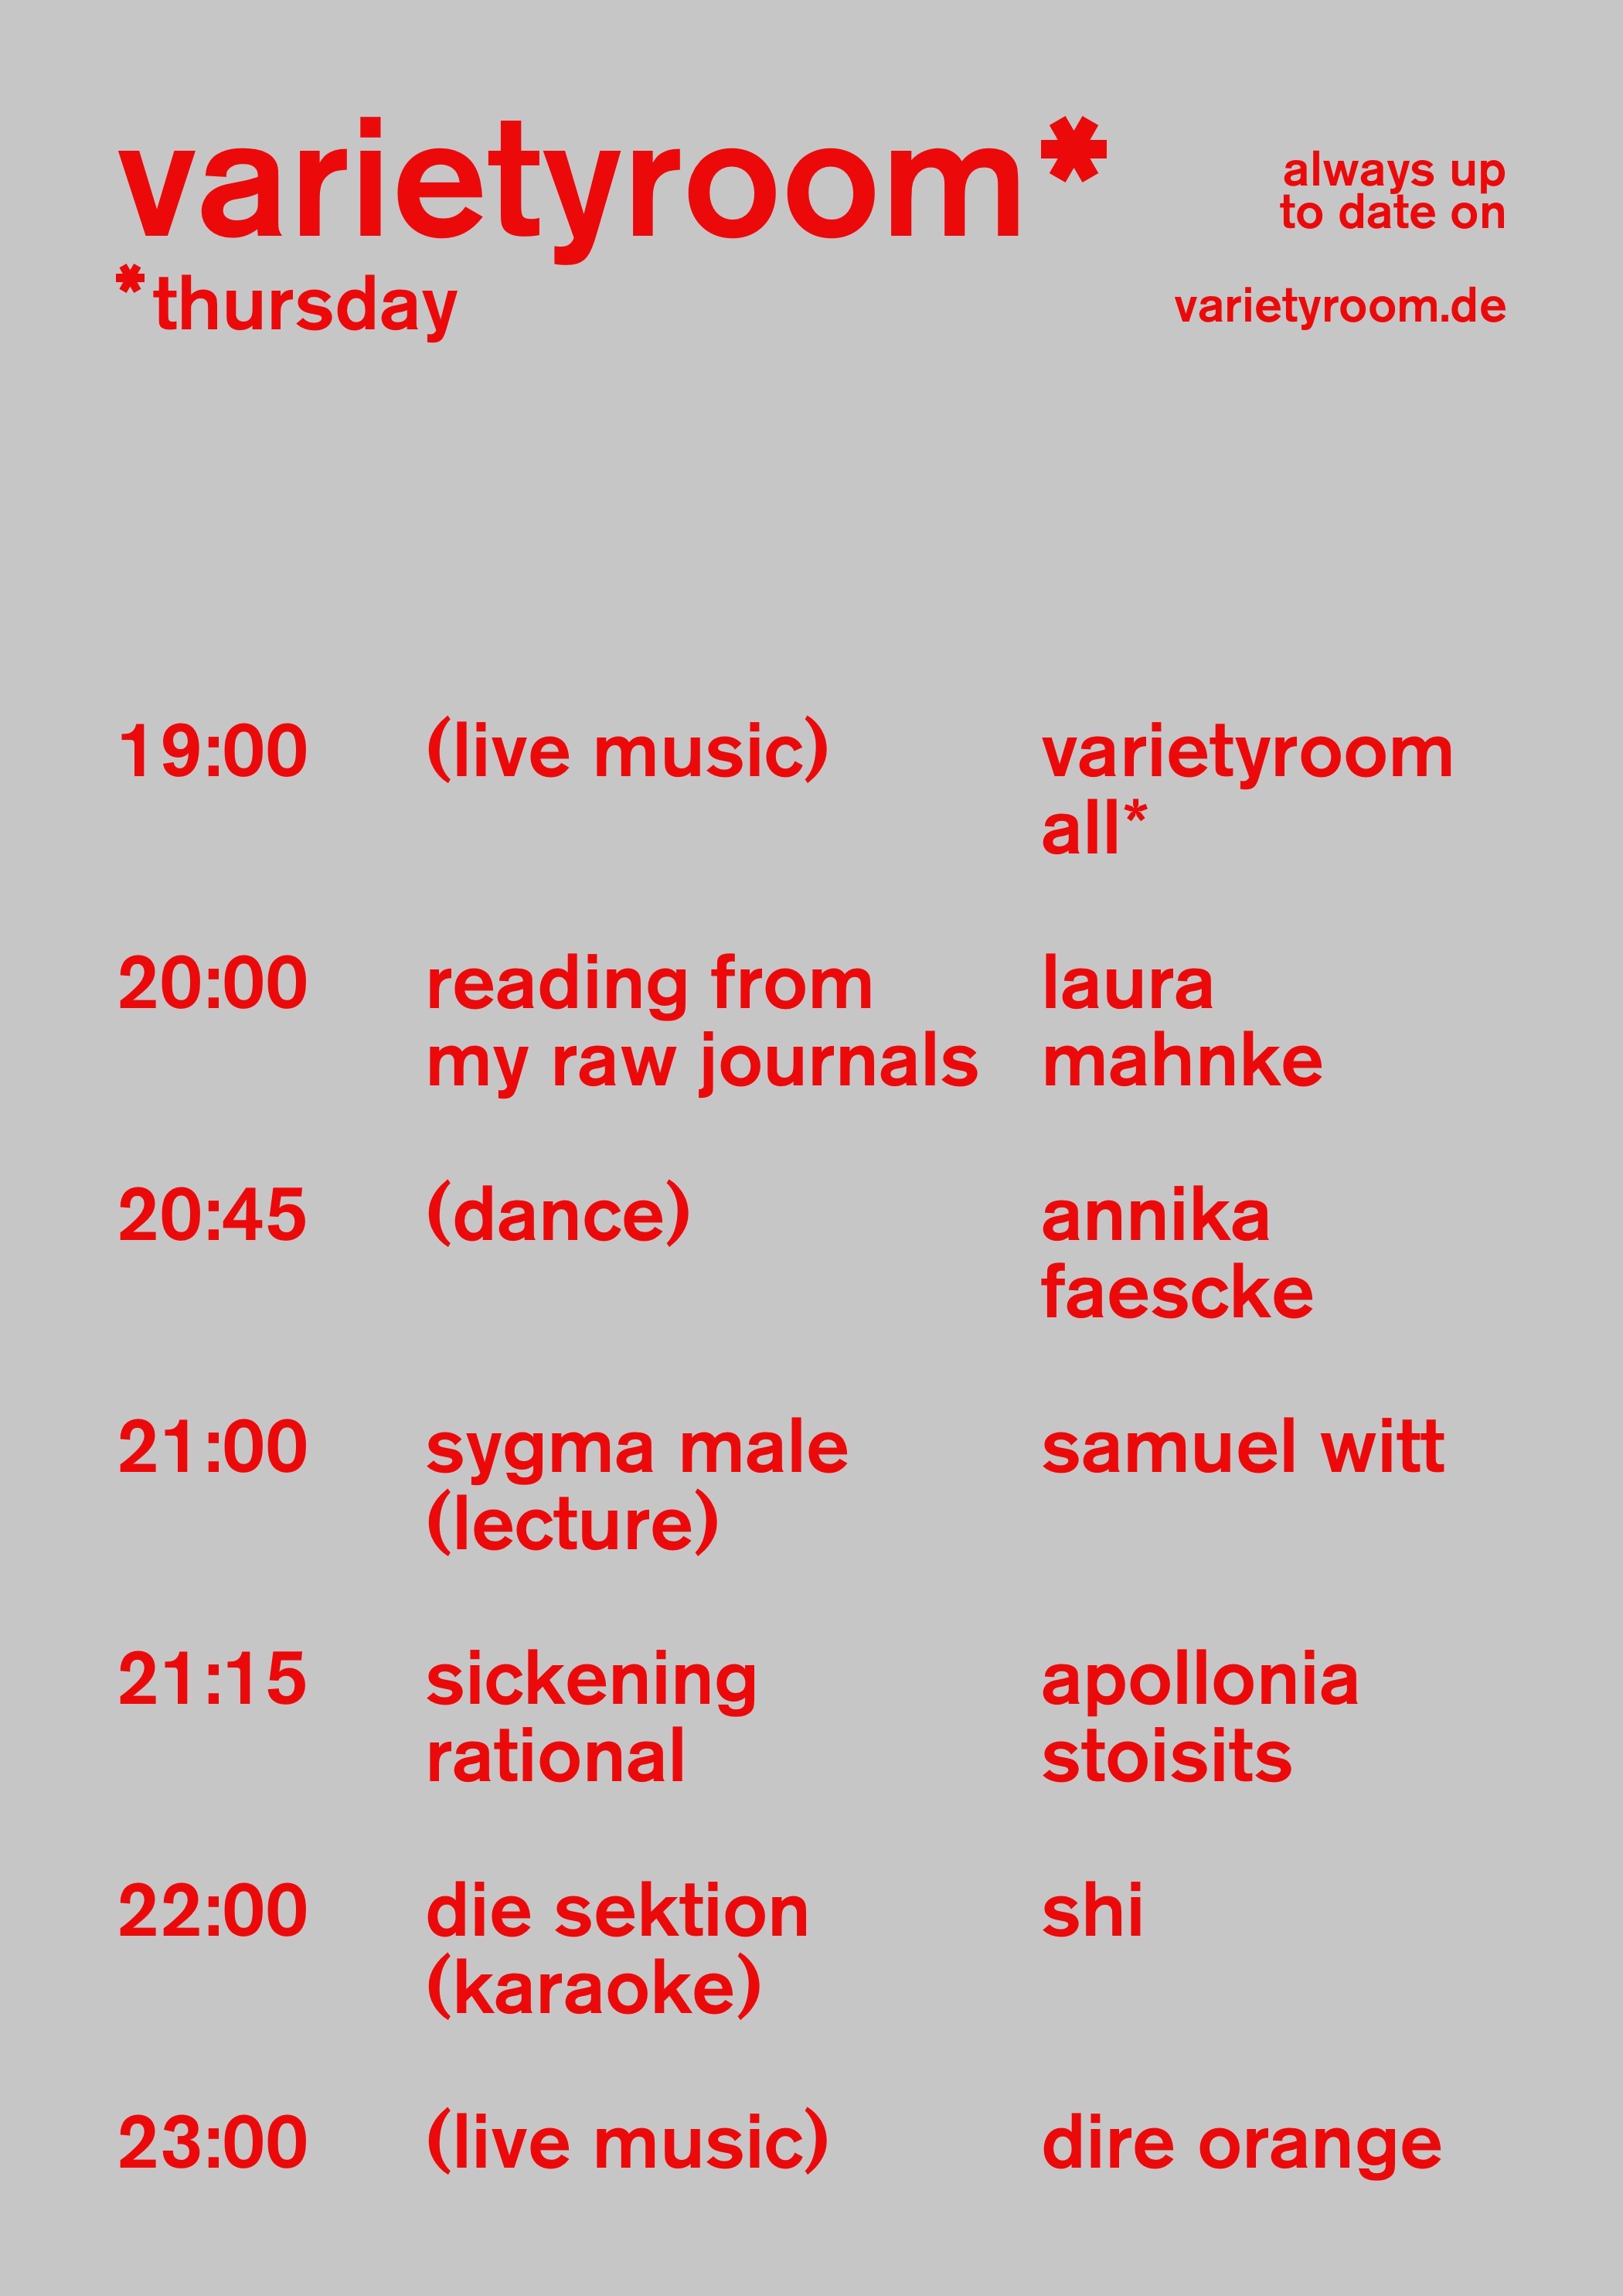 varietyroom*
*thursday
always up
to date on
varietyroom.de
19:00 (live music) varietyroom
all*
20:00 reading from laura
my raw journals mahnke
20:45 (dance) annika
faescke
21:00 sygma male samuel witt
(lecture)
21:15 sickening apollonia
rational stoisits
22:00 die sektion shi
(karaoke)
23:00 (live music) dire orange